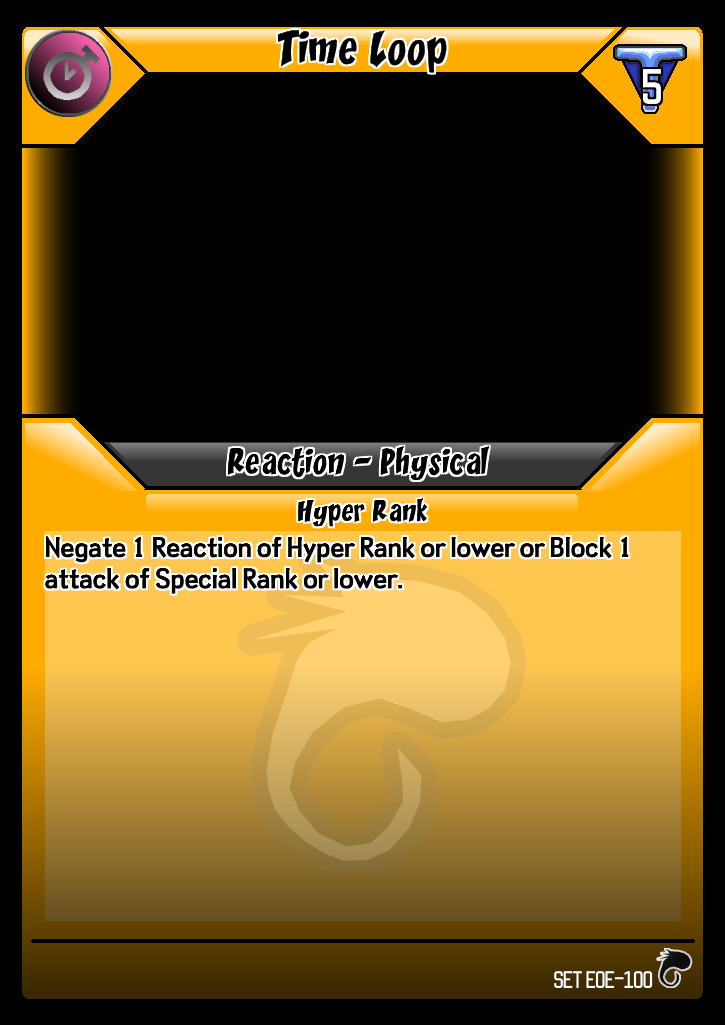 Time Loop
5
Reaction - Physical
Hyper Rank
Negate 1 Reaction of Hyper Rank or lower or Block 1
attack of Special Rank or lower.
SET EOE-100